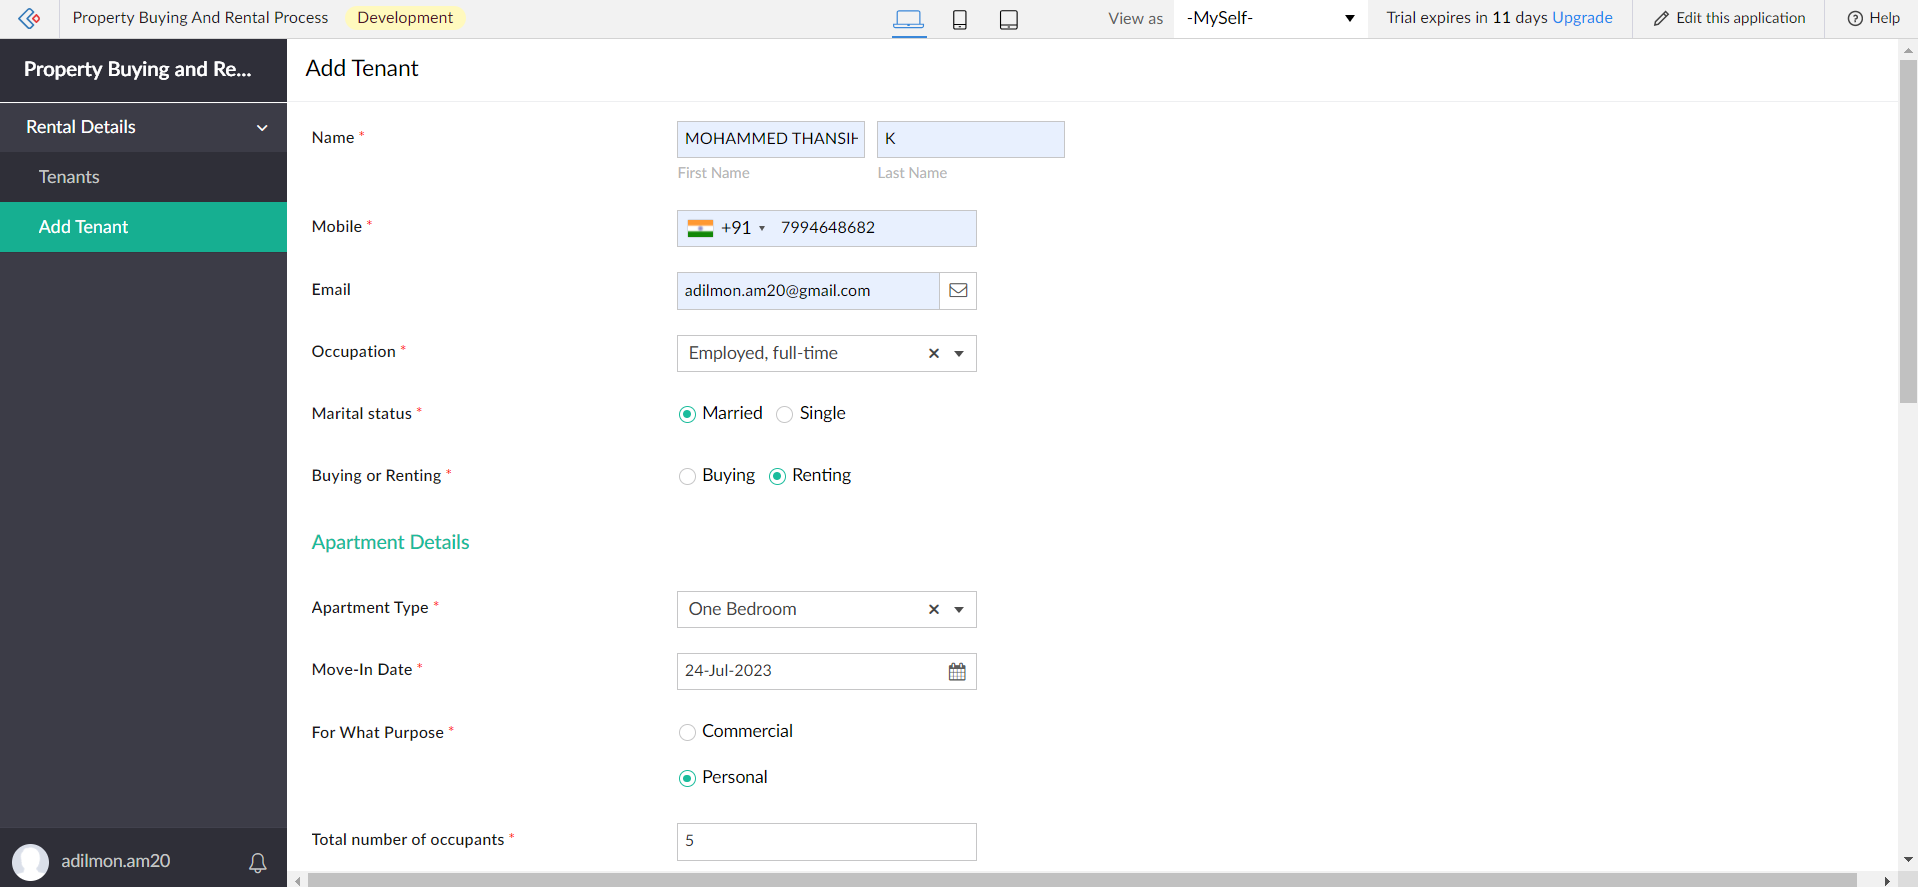 Property Buying And Rental Process Development View as -MySelf- Trial expires in 11 days Upgrade Edit this application Help
Property Buying and Re...
Rental Details
Tenants
Add Tenant
adilmon.am20
Add Tenant
Name * MOHAMMED THANSIH K
First Name Last Name
Mobile * +91 7994648682
Email adilmon.am20@gmail.com
Occupation * Employed, full-time
Marital status * Married Single
Buying or Renting * Buying Renting
Apartment Details
Apartment Type * One Bedroom
Move-In Date * 24-Jul-2023
For What Purpose * Commercial
Personal
Total number of occupants * 5